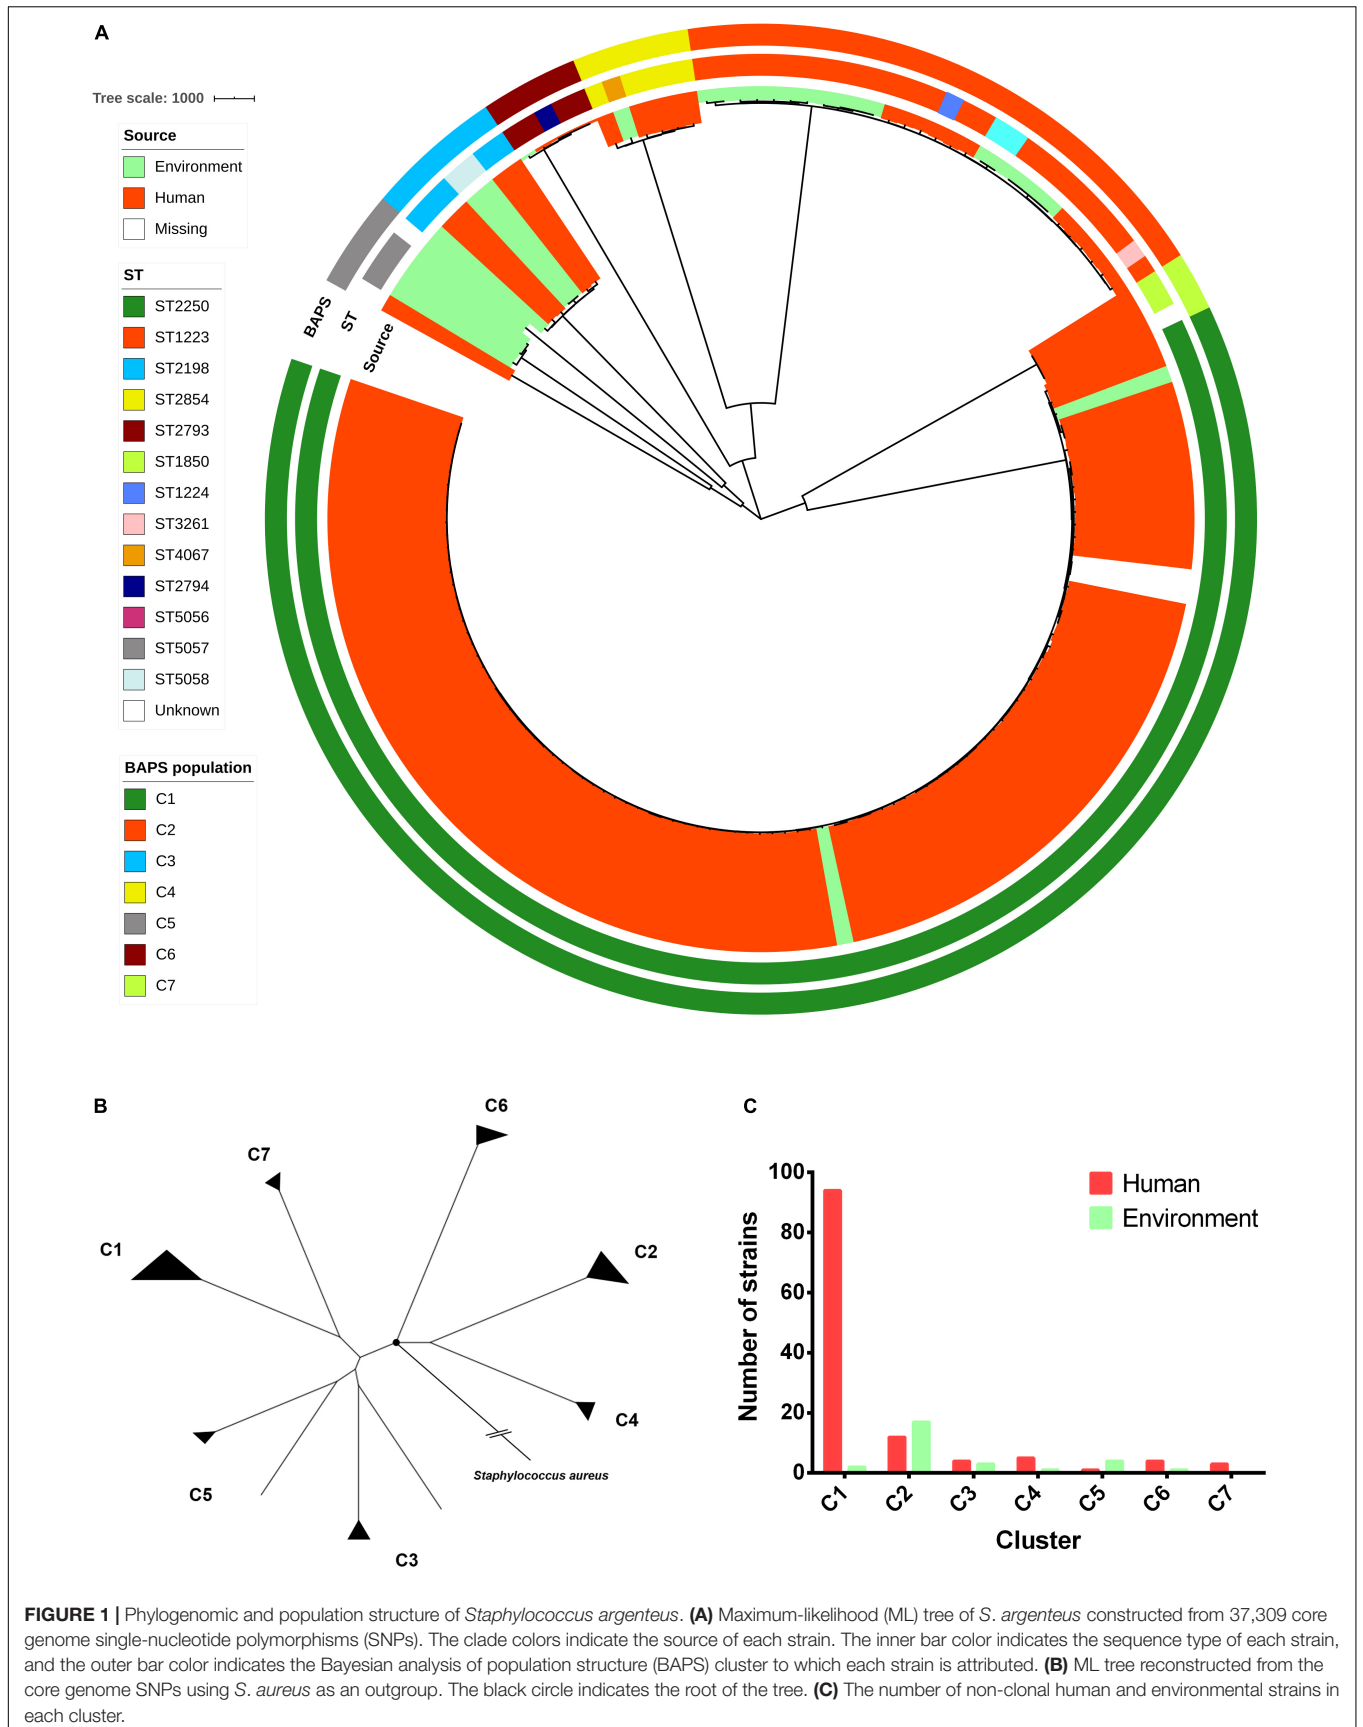 A
Tree scale: 1000
Source
Environment
Human
Missing
ST
ST2250
ST1223
ST2198
ST2854
ST2793
ST1850
ST1224
ST3261
ST4067
ST2794
ST5056
ST5057
ST5058
Unknown
BAPS population
C1
C2
C3
C4
C5
C6
C7
BAPS
ST
Source
B
C6
C7
C1
C2
C4
Staphylococcus aureus
C5
C3
C
Human
Environment
Number of strains
100
80
60
40
20
0
C1
C2
C3
C4
C5
C6
C7
Cluster
FIGURE 1 | Phylogenomic and population structure of Staphylococcus argenteus. (A) Maximum-likelihood (ML) tree of S. argenteus constructed from 37,309 core
genome single-nucleotide polymorphisms (SNPs). The clade colors indicate the source of each strain. The inner bar color indicates the sequence type of each strain,
and the outer bar color indicates the Bayesian analysis of population structure (BAPS) cluster to which each strain is attributed. (B) ML tree reconstructed from the
core genome SNPs using S. aureus as an outgroup. The black circle indicates the root of the tree. (C) The number of non-clonal human and environmental strains in
each cluster.